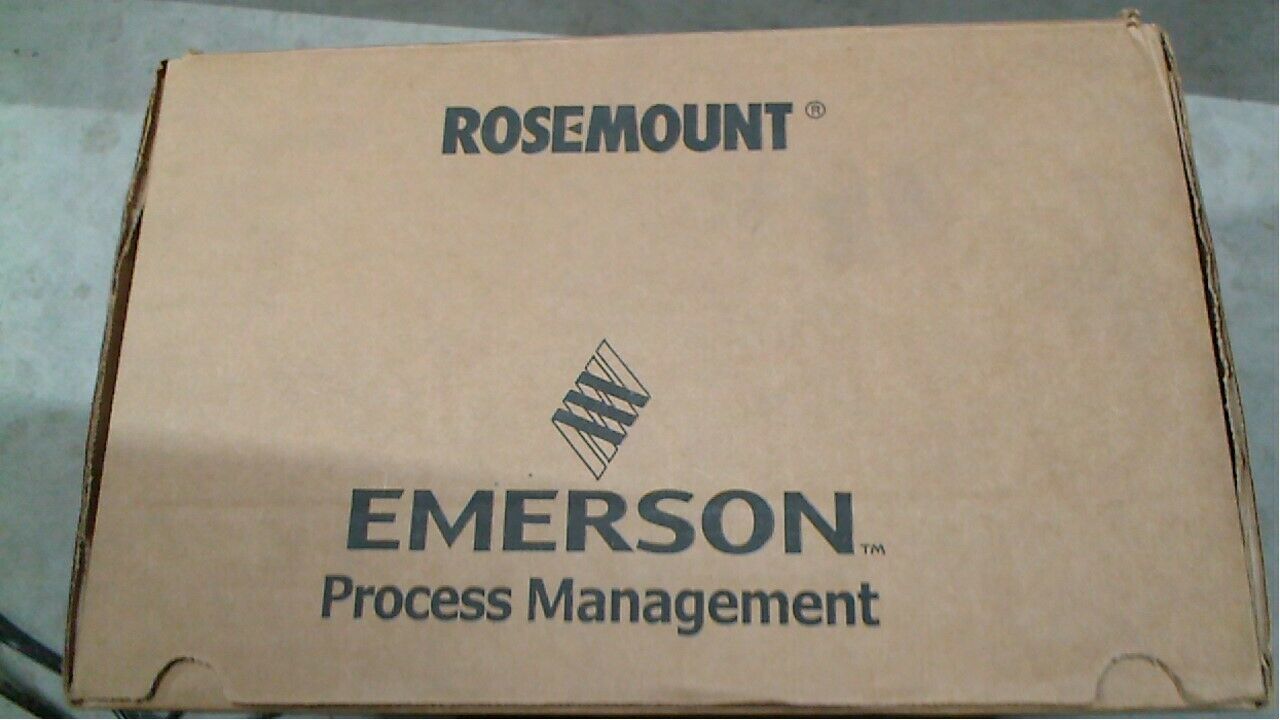 ROSEMOUNT ®
EMERSON™
Process Management